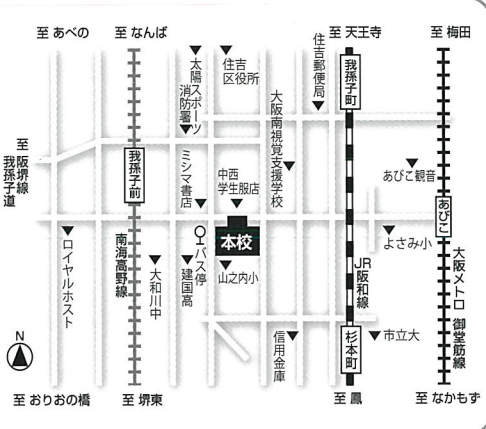 至 あべの
至 なんば
至 天王寺
至 梅田
太陽スポーツ
消防署
住吉
区役所
住吉郵便局
我孫子町
大阪南視覚支援学校
至 阪堺線
我孫子道
我孫子前
ミシマ書店
中西
学生服店
あびこ観音
あびこ
本校
バス停
よさみ小
ロイヤルホスト
南海高野線
大和川中
建国高
山之内小
JR阪和線
大阪メトロ 御堂筋線
N
信用金庫
杉本町
市立大
至 おりおの橋
至 堺東
至 鳳
至 なかもず